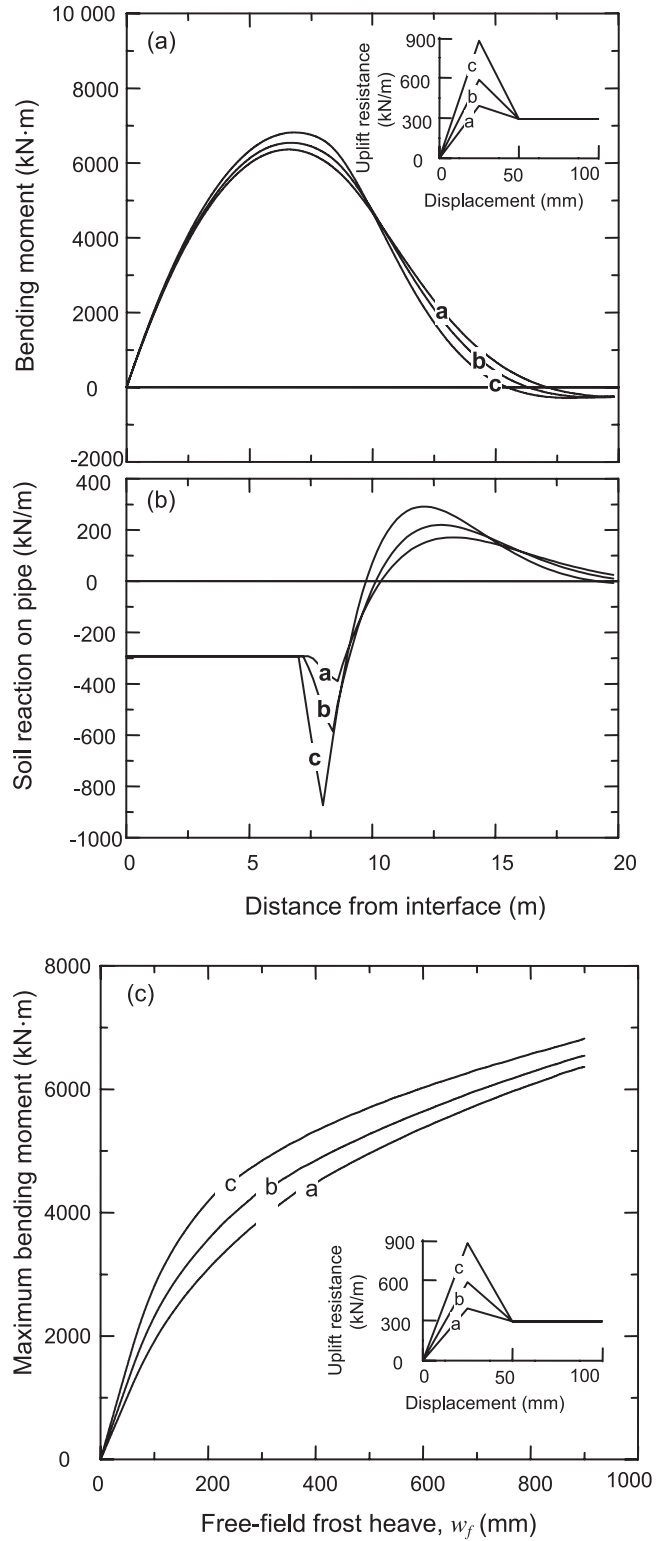 (a)
10 000
8000
6000
4000
2000
0
-2000
Bending moment (kN·m)
a
b
c
Uplift resistance
(kN/m)
900
600
300
0
c
b
a
0
50
100
Displacement (mm)
(b)
400
200
0
-200
-400
-600
-800
-1000
Soil reaction on pipe (kN/m)
a
b
c
0
5
10
15
20
Distance from interface (m)
(c)
8000
6000
4000
2000
0
Maximum bending moment (kN·m)
c
b
a
Uplift resistance
(kN/m)
900
600
300
0
c
b
a
0
50
100
Displacement (mm)
0
200
400
600
800
1000
Free-field frost heave, wf (mm)